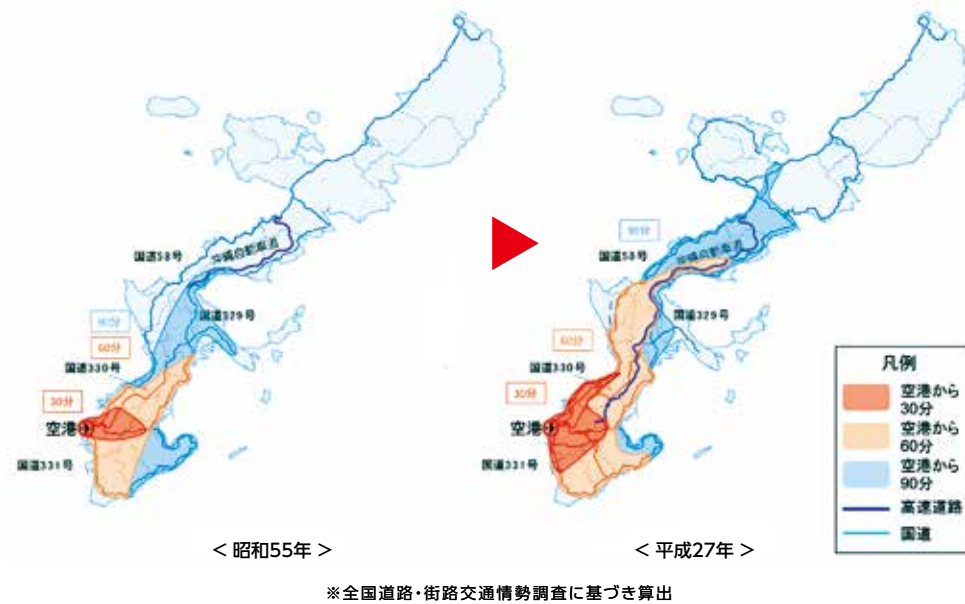 国道58号
沖縄自動車道
国道329号
90分
60分
国道330号
30分
空港
国道331号
＜ 昭和55年 ＞
90分
国道58号
沖縄自動車道
国道329号
60分
国道330号
30分
空港
国道331号
＜ 平成27年 ＞
凡例
空港から
30分
空港から
60分
空港から
90分
高速道路
国道
※全国道路・街路交通情勢調査に基づき算出